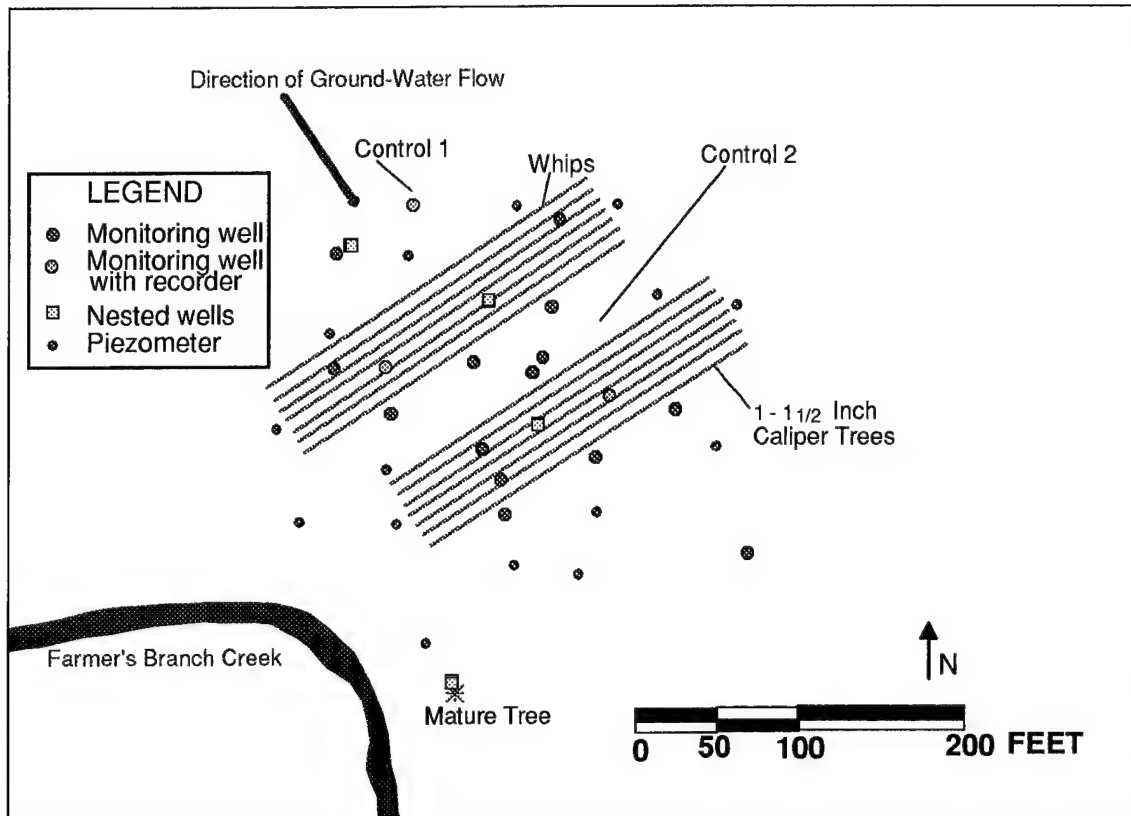 Direction of Ground-Water Flow
Control 1
Whips
Control 2
LEGEND
Monitoring well
Monitoring well
with recorder
Nested wells
Piezometer
1 - 1 1/2 Inch
Caliper Trees
Farmer's Branch Creek
Mature Tree
N
0 50 100 200 FEET